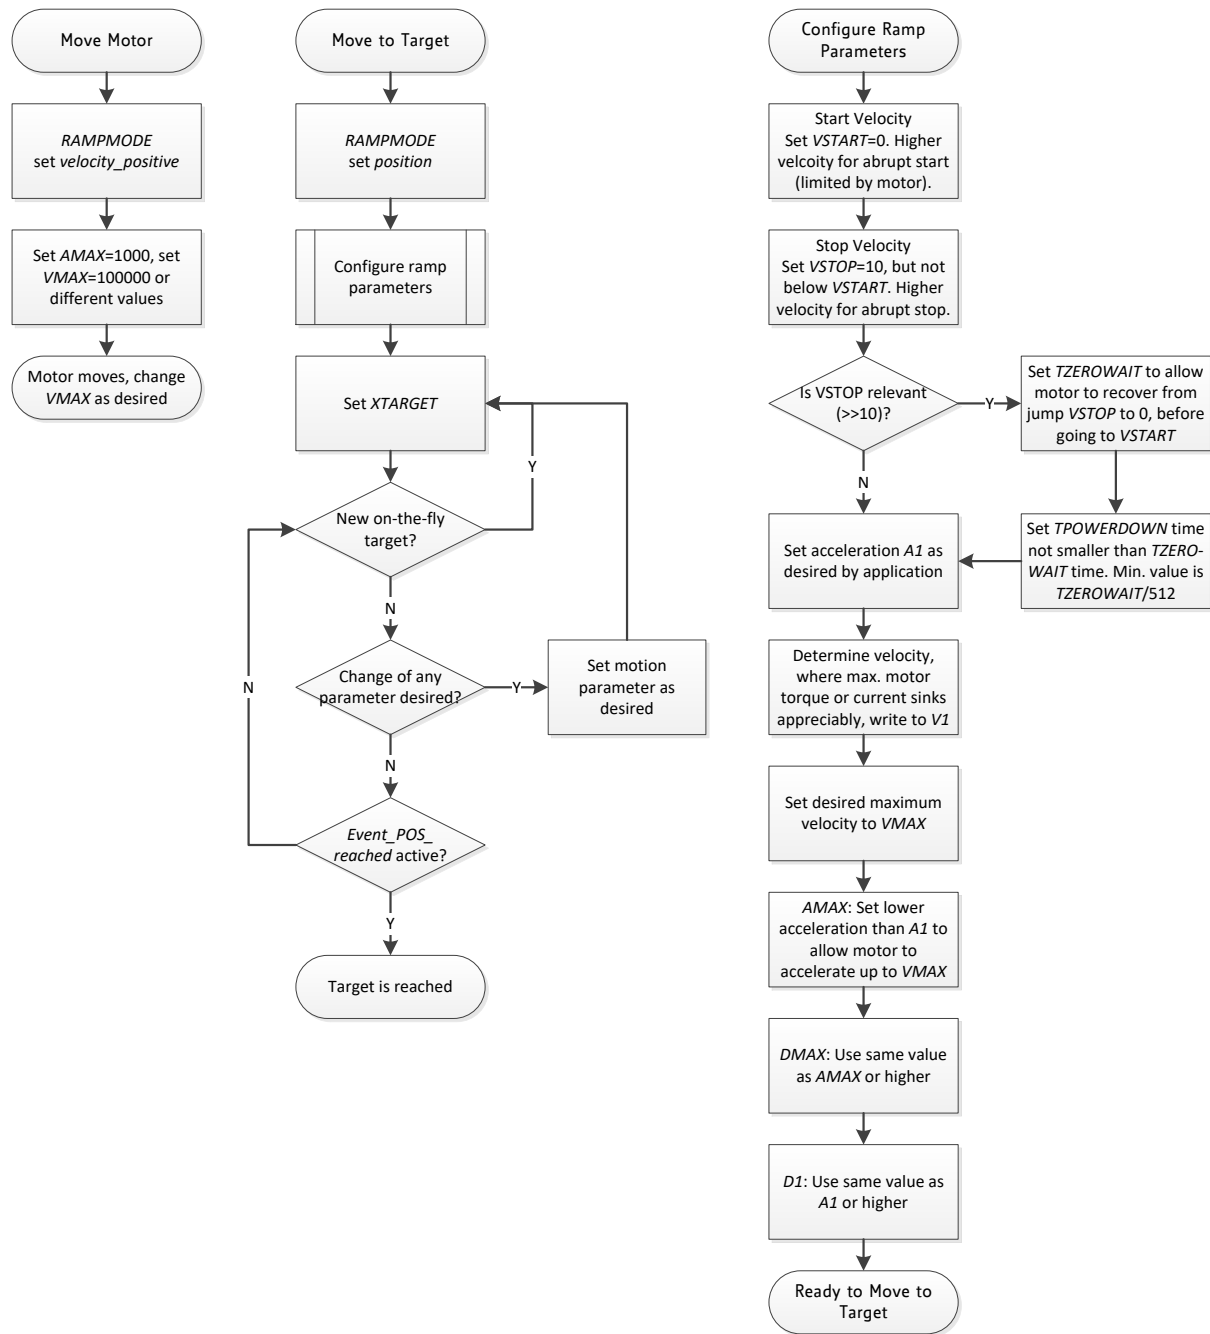 Move Motor
RAMPMODE
set velocity_positive
Set AMAX=1000, set
VMAX=100000 or
different values
Motor moves, change
VMAX as desired
Move to Target
RAMPMODE
set position
Configure ramp
parameters
Set XTARGET
Y
New on-the-fly
target?
N
N
Change of any
parameter desired?
Y
Set motion
parameter as
desired
N
Event_POS_
reached active?
Y
Target is reached
Configure Ramp
Parameters
Start Velocity
Set VSTART=0. Higher
velcoity for abrupt start
(limited by motor).
Stop Velocity
Set VSTOP=10, but not
below VSTART. Higher
velocity for abrupt stop.
Is VSTOP relevant
(>>10)?
Y
Set TZEROWAIT to allow
motor to recover from
jump VSTOP to 0, before
going to VSTART
N
Set TPOWERDOWN time
not smaller than TZERO-
WAIT time. Min. value is
TZEROWAIT/512
Set acceleration A1 as
desired by application
Determine velocity,
where max. motor
torque or current sinks
appreciably, write to V1
Set desired maximum
velocity to VMAX
AMAX: Set lower
acceleration than A1 to
allow motor to
accelerate up to VMAX
DMAX: Use same value
as AMAX or higher
D1: Use same value as
A1 or higher
Ready to Move to
Target